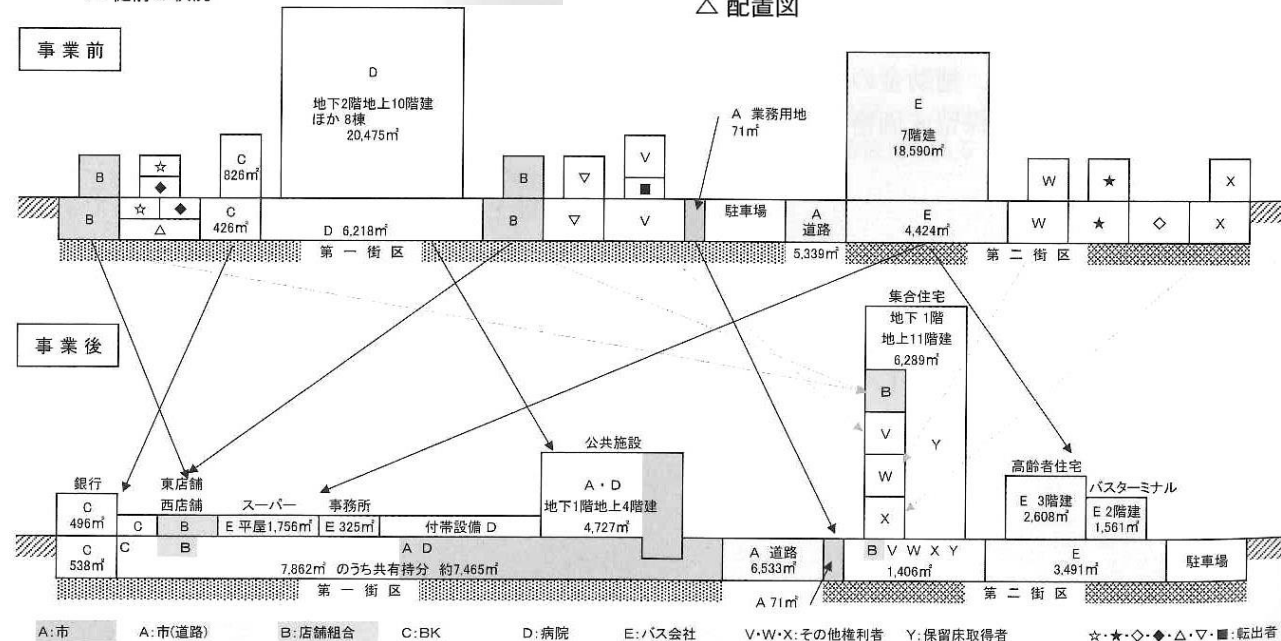 △ 配置図
事業前
D
地下2階地上10階建
ほか 8棟
20,475㎡
A 業務用地
71㎡
E
7階建
18,590㎡
B
☆
◆
C
826㎡
B
▽
V
■
W
★
X
B
☆
◆
△
C
426㎡
D 6,218㎡
B
▽
V
駐車場
A
道路
5,339㎡
E
4,424㎡
W
★
◇
X
第一街区
第二街区
事業後
集合住宅
地下 1階
地上11階建
6,289㎡
B
V
W
X
Y
公共施設
A・D
地下1階地上4階建
4,727㎡
高齢者住宅
E 3階建
2,608㎡
バスターミナル
E 2階建
1,561㎡
銀行
C
496㎡
東店舗
西店舗
スーパー
事務所
C
B
E 平屋1,756㎡
E 325㎡
付帯設備 D
C
538㎡
C
B
A D
7,862㎡ のうち共有持分 約7,465㎡
A 道路
6,533㎡
B V W X Y
1,406㎡
E
3,491㎡
駐車場
第一街区
A 71㎡
第二街区
A:市 A:市(道路) B:店舗組合 C:BK D:病院 E:バス会社 V・W・X:その他権利者 Y:保留床取得者 ☆・★・◇・◆・△・▽・■:転出者